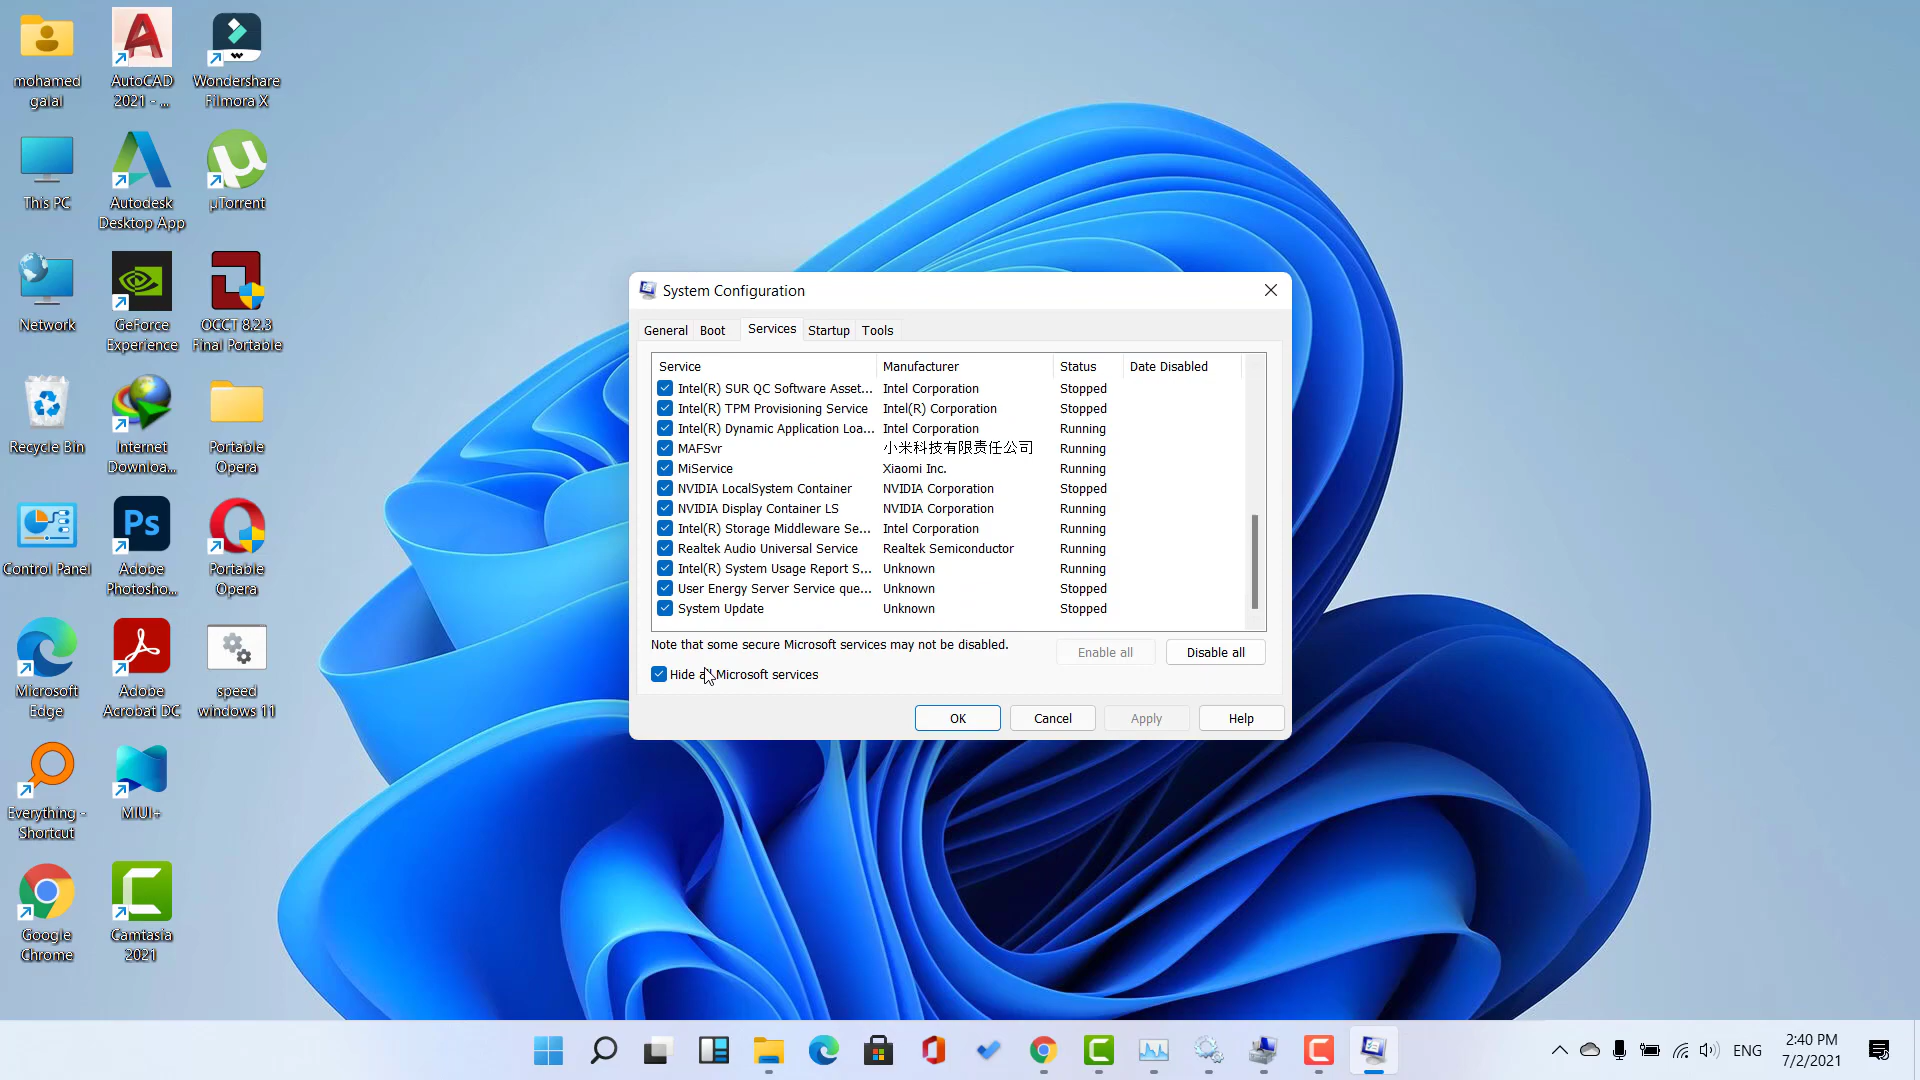 mohamed
galal
AutoCAD
2021 - ...
Wondershare
Filmora X
This PC
Autodesk
Desktop App
µTorrent
Network
GeForce
Experience
OCCT 8.2.3
Final Portable
Recycle Bin
Internet
Downloa...
Portable
Opera
Control Panel
Ps
Adobe
Photosho...
Portable
Opera
Microsoft
Edge
Adobe
Acrobat DC
speed
windows 11
Everything -
Shortcut
MIUI+
Google
Chrome
Camtasia
2021
System Configuration
General Boot Services Startup Tools
Service Manufacturer Status Date Disabled
Intel(R) SUR QC Software Asset... Intel Corporation Stopped
Intel(R) TPM Provisioning Service Intel(R) Corporation Stopped
Intel(R) Dynamic Application Loa... Intel Corporation Running
MAFSvr 小米科技有限责任公司 Running
MiService Xiaomi Inc. Running
NVIDIA LocalSystem Container NVIDIA Corporation Stopped
NVIDIA Display Container LS NVIDIA Corporation Running
Intel(R) Storage Middleware Se... Intel Corporation Running
Realtek Audio Universal Service Realtek Semiconductor Running
Intel(R) System Usage Report S... Unknown Running
User Energy Server Service que... Unknown Stopped
System Update Unknown Stopped
Note that some secure Microsoft services may not be disabled.
Enable all Disable all
Hide Microsoft services
OK Cancel Apply Help
ENG
2:40 PM
7/2/2021